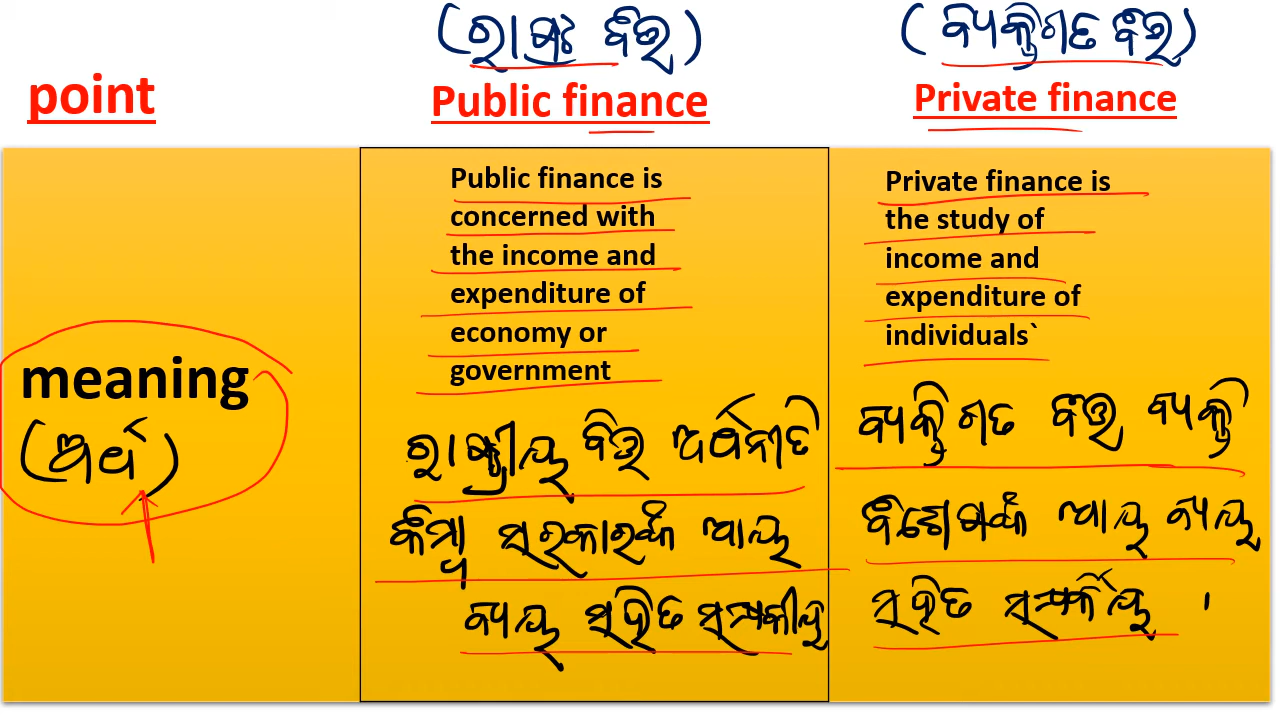 (ରାଷ୍ଟ୍ର ବିତ୍ତ)
(ବ୍ୟକ୍ତିଗତ ବିତ୍ତ)
point
Public finance
Private finance
meaning
(ଅର୍ଥ)
Public finance is
concerned with
the income and
expenditure of
economy or
government
ରାଷ୍ଟ୍ରୀୟ ବିତ୍ତ ଅର୍ଥନୀତି
କିମ୍ବା ସରକାରଙ୍କ ଆୟ
ବ୍ୟୟ ସହିତ ସମ୍ପର୍କୀୟ
Private finance is
the study of
income and
expenditure of
individuals`
ବ୍ୟକ୍ତିଗତ ବିତ୍ତ ବ୍ୟକ୍ତି
ବିଶେଷଙ୍କ ଆୟ ବ୍ୟୟ
ସହିତ ସମ୍ପର୍କିୟ ।